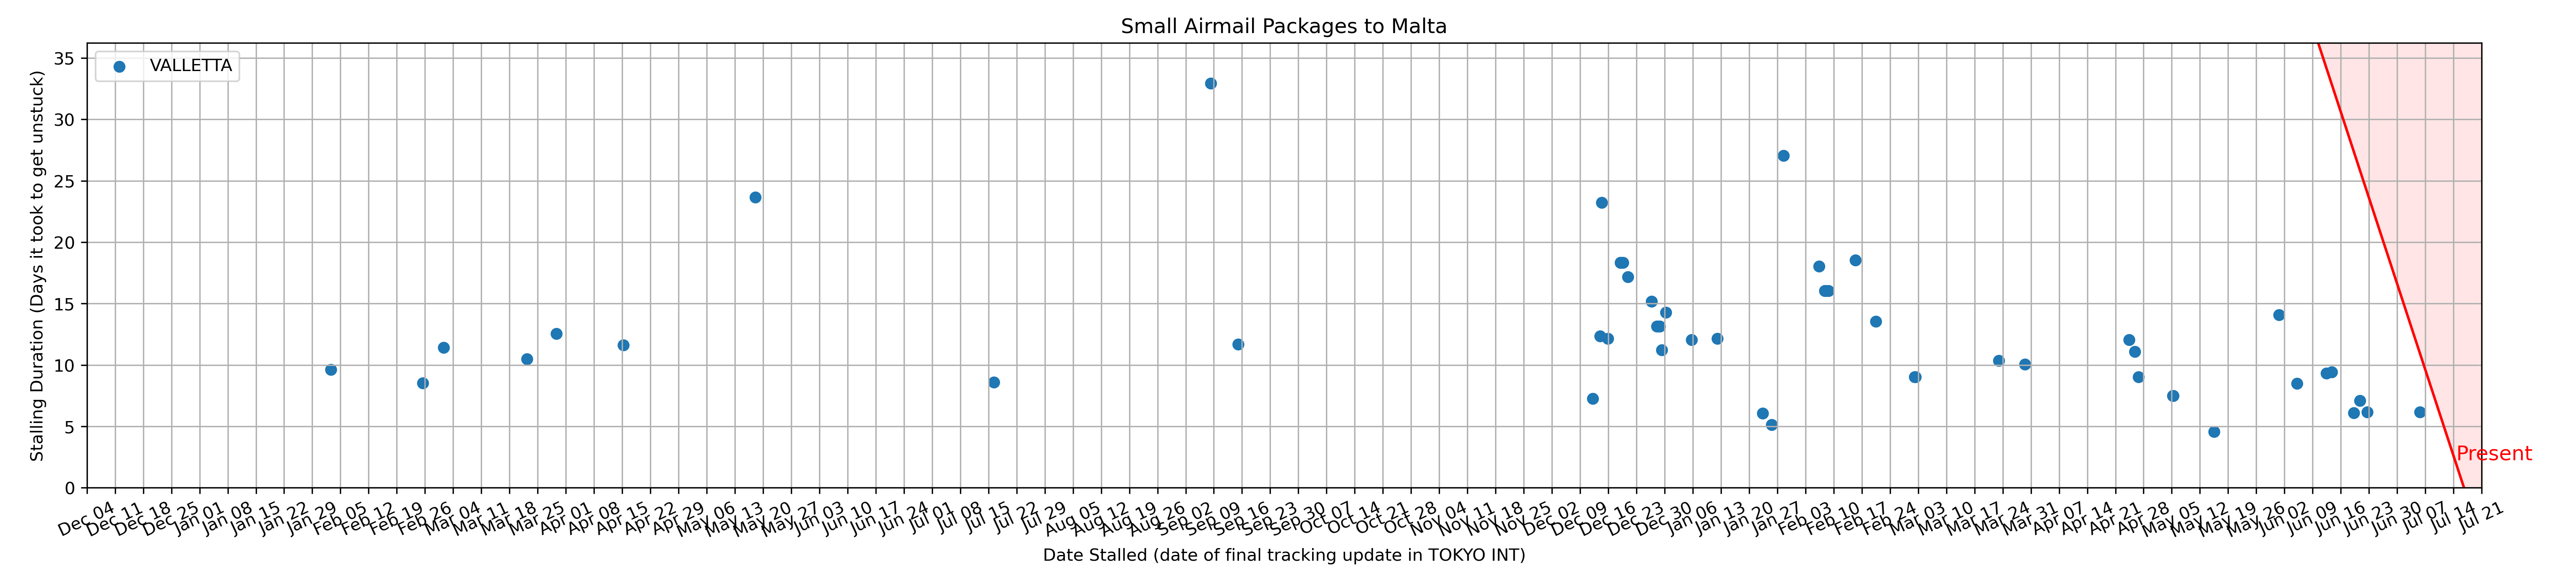 Small Airmail Packages to Malta
VALLETTA
Stalling Duration (Days it took to get unstuck)
35
30
25
20
15
10
5
0
Present
Dec 04
Dec 11
Dec 18
Dec 25
Jan 01
Jan 08
Jan 15
Jan 22
Jan 29
Feb 05
Feb 12
Feb 19
Feb 26
Mar 04
Mar 11
Mar 18
Mar 25
Apr 01
Apr 08
Apr 15
Apr 22
Apr 29
May 06
May 13
May 20
May 27
Jun 03
Jun 10
Jun 17
Jun 24
Jul 01
Jul 08
Jul 15
Jul 22
Jul 29
Aug 05
Aug 12
Aug 19
Aug 26
Sep 02
Sep 09
Sep 16
Sep 23
Sep 30
Oct 07
Oct 14
Oct 21
Oct 28
Nov 04
Nov 11
Nov 18
Nov 25
Dec 02
Dec 09
Dec 16
Dec 23
Dec 30
Jan 06
Jan 13
Jan 20
Jan 27
Feb 03
Feb 10
Feb 17
Feb 24
Mar 03
Mar 10
Mar 17
Mar 24
Mar 31
Apr 07
Apr 14
Apr 21
Apr 28
May 05
May 12
May 19
May 26
Jun 02
Jun 09
Jun 16
Jun 23
Jun 30
Jul 07
Jul 14
Jul 21
Date Stalled (date of final tracking update in TOKYO INT)